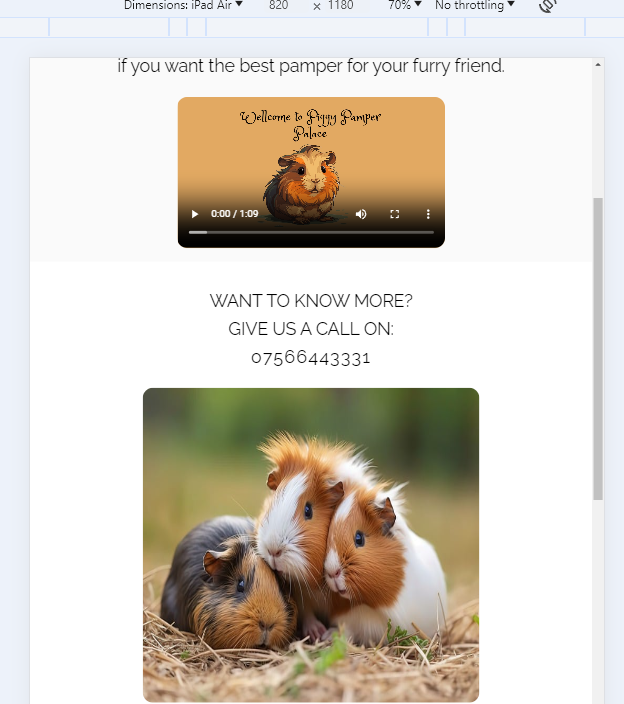 Dimensions: iPad Air 820 × 1180 70% No throttling
if you want the best pamper for your furry friend.
Wellcome to Piggy Pamper
Palace
0:00 / 1:09
WANT TO KNOW MORE?
GIVE US A CALL ON:
07566443331